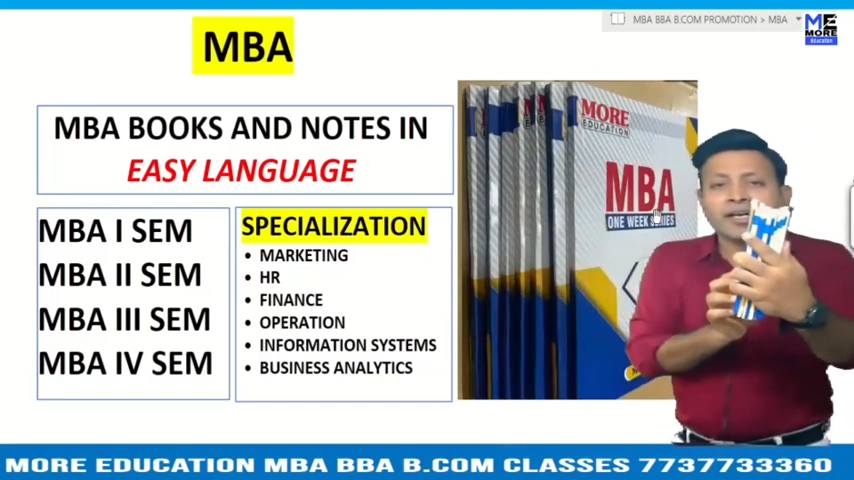 MBA BBA B.COM PROMOTION > MBA
ME
MORE
Education
MBA
MBA BOOKS AND NOTES IN
EASY LANGUAGE
MBA I SEM
MBA II SEM
MBA III SEM
MBA IV SEM
SPECIALIZATION
• MARKETING
• HR
• FINANCE
• OPERATION
• INFORMATION SYSTEMS
• BUSINESS ANALYTICS
MORE
EDUCATION
MBA
ONE WEEK SERIES
MORE EDUCATION MBA BBA B.COM CLASSES 7737733360